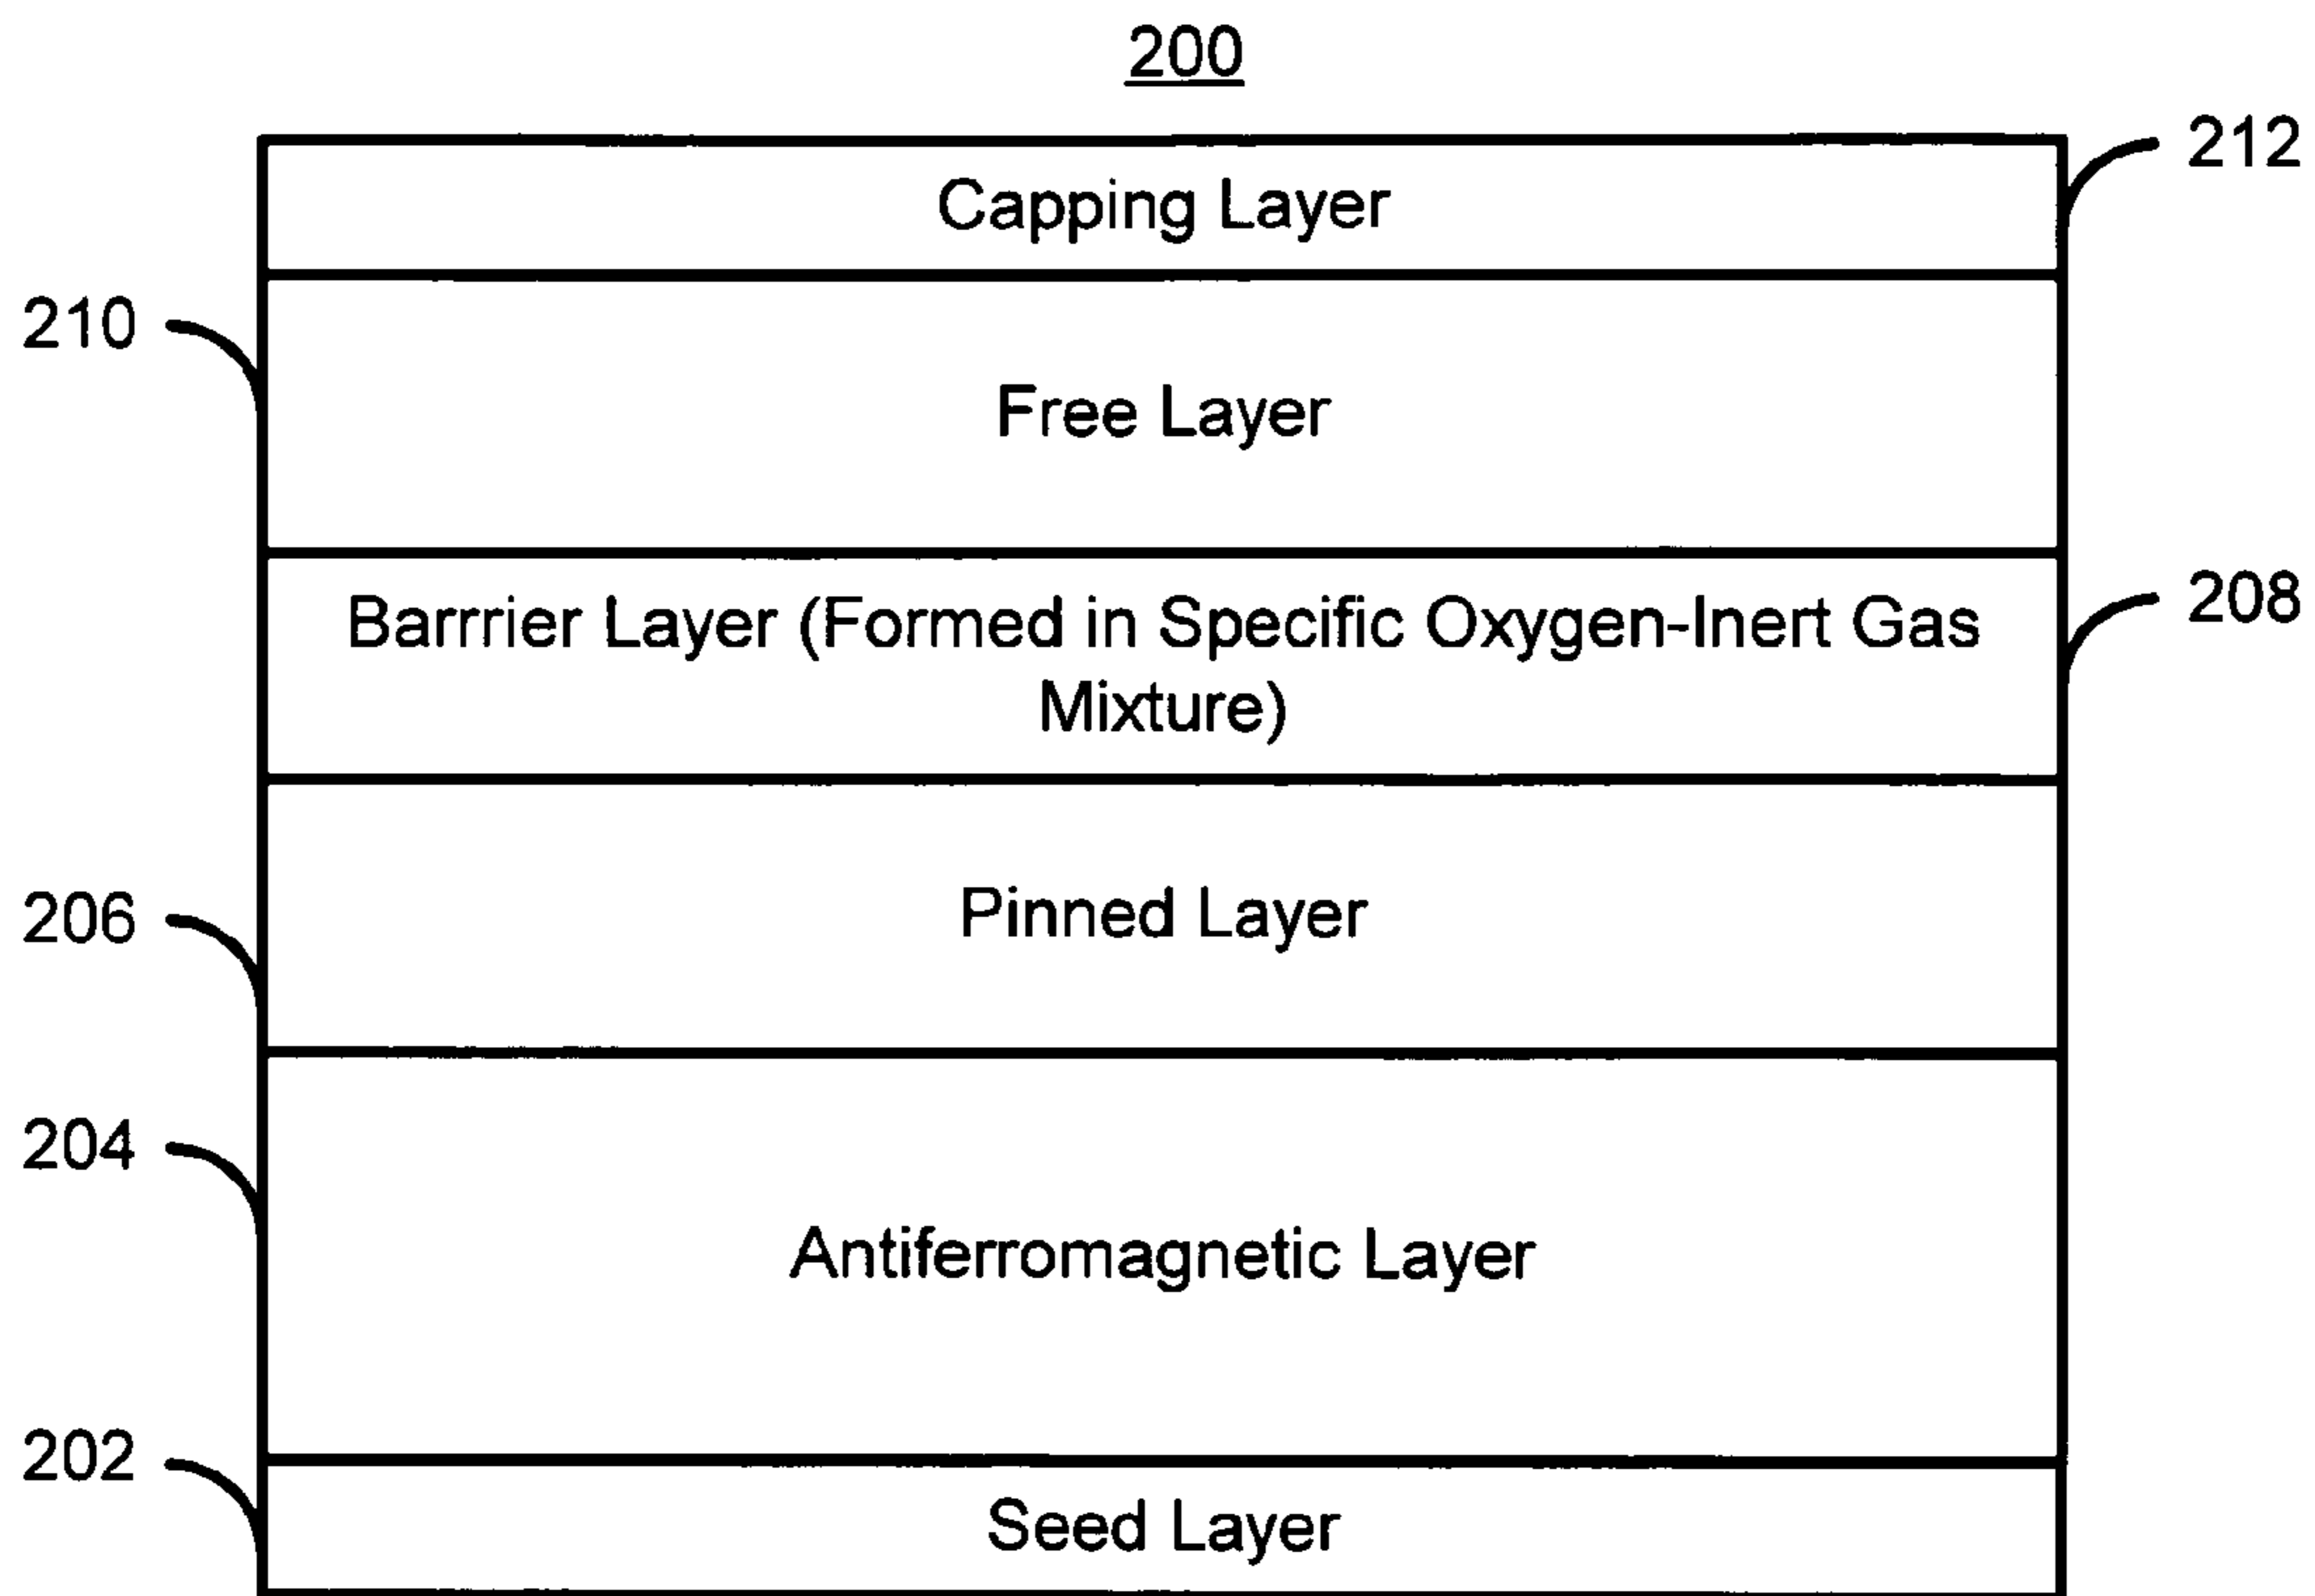 200
212
Capping Layer
210
Free Layer
208
Barrrier Layer (Formed in Specific Oxygen-Inert Gas
Mixture)
206
Pinned Layer
204
Antiferromagnetic Layer
202
Seed Layer